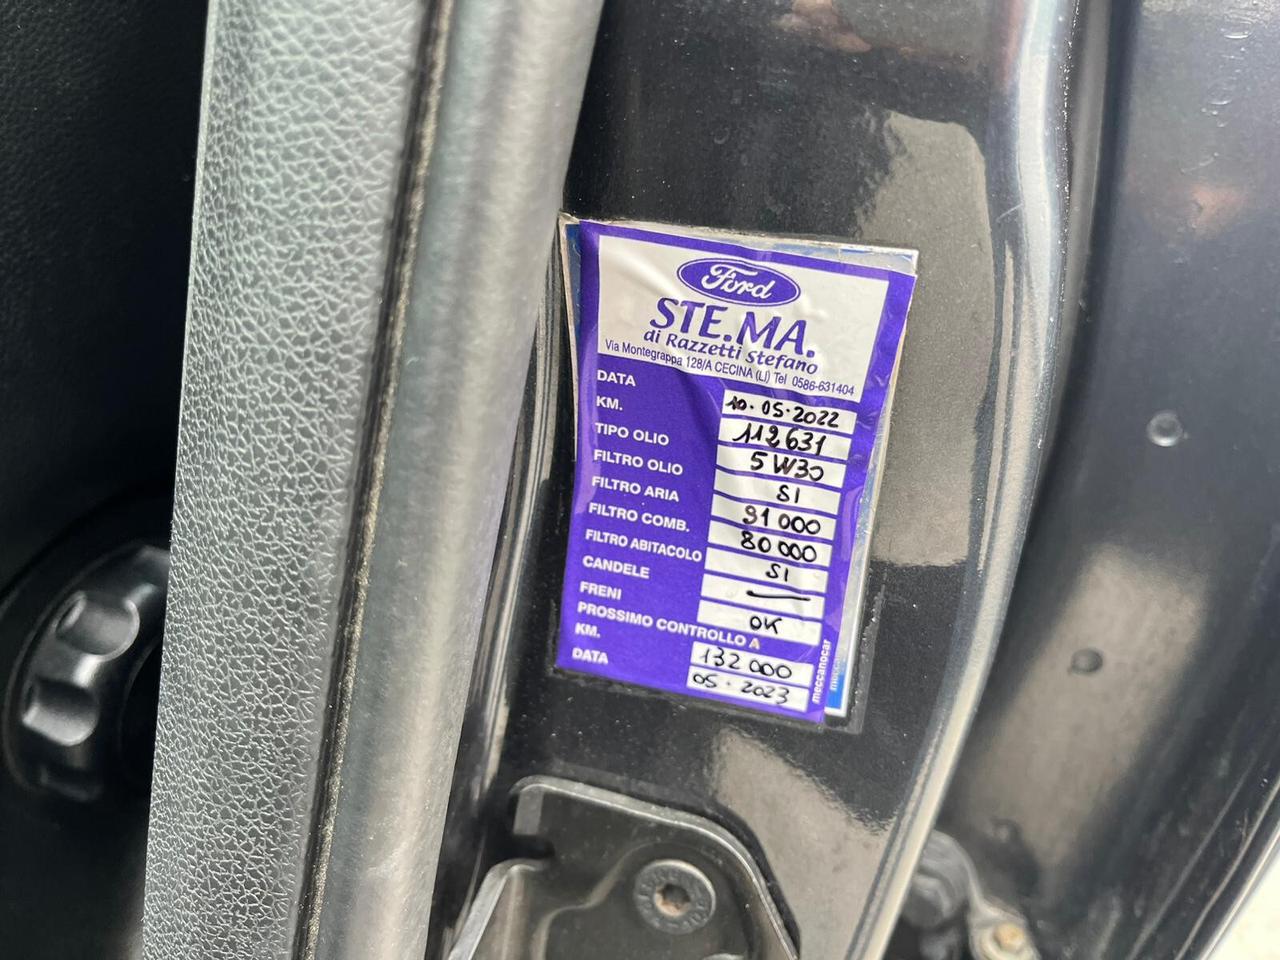 Ford
STE.MA.
di Razzetti Stefano
Via Montegrappa 128/A CECINA (LI) Tel 0586-631404
DATA 10.05.2022
KM. 112631
TIPO OLIO 5W30
FILTRO OLIO SI
FILTRO ARIA 91000
FILTRO COMB. 80000
FILTRO ABITACOLO SI
CANDELE —
FRENI OK
PROSSIMO CONTROLLO A
KM. 132000
DATA 05.2023
meccanocar